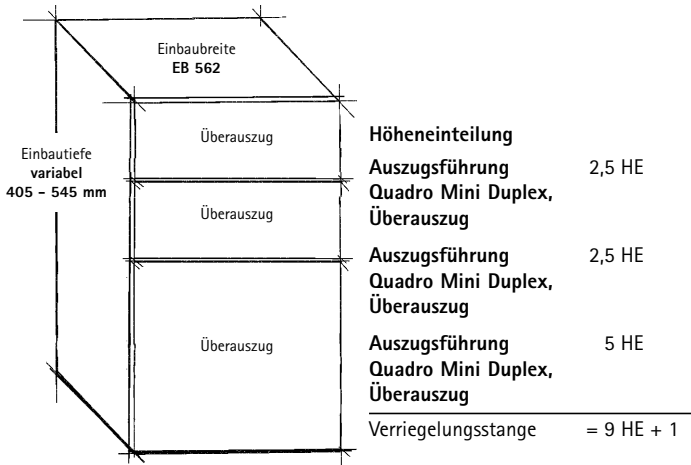 Einbaubreite
EB 562
Einbautiefe
variabel
405 - 545 mm
Überauszug
Überauszug
Überauszug
Höheneinteilung
Auszugsführung 2,5 HE
Quadro Mini Duplex,
Überauszug
Auszugsführung 2,5 HE
Quadro Mini Duplex,
Überauszug
Auszugsführung 5 HE
Quadro Mini Duplex,
Überauszug
Verriegelungsstange = 9 HE + 1